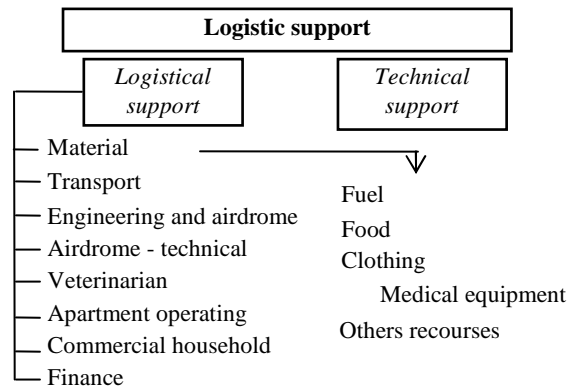 Logistic support
Logistical
support
Technical
support
Material
Transport
Engineering and airdrome
Airdrome - technical
Veterinarian
Apartment operating
Commercial household
Finance
Fuel
Food
Clothing
Medical equipment
Others recourses